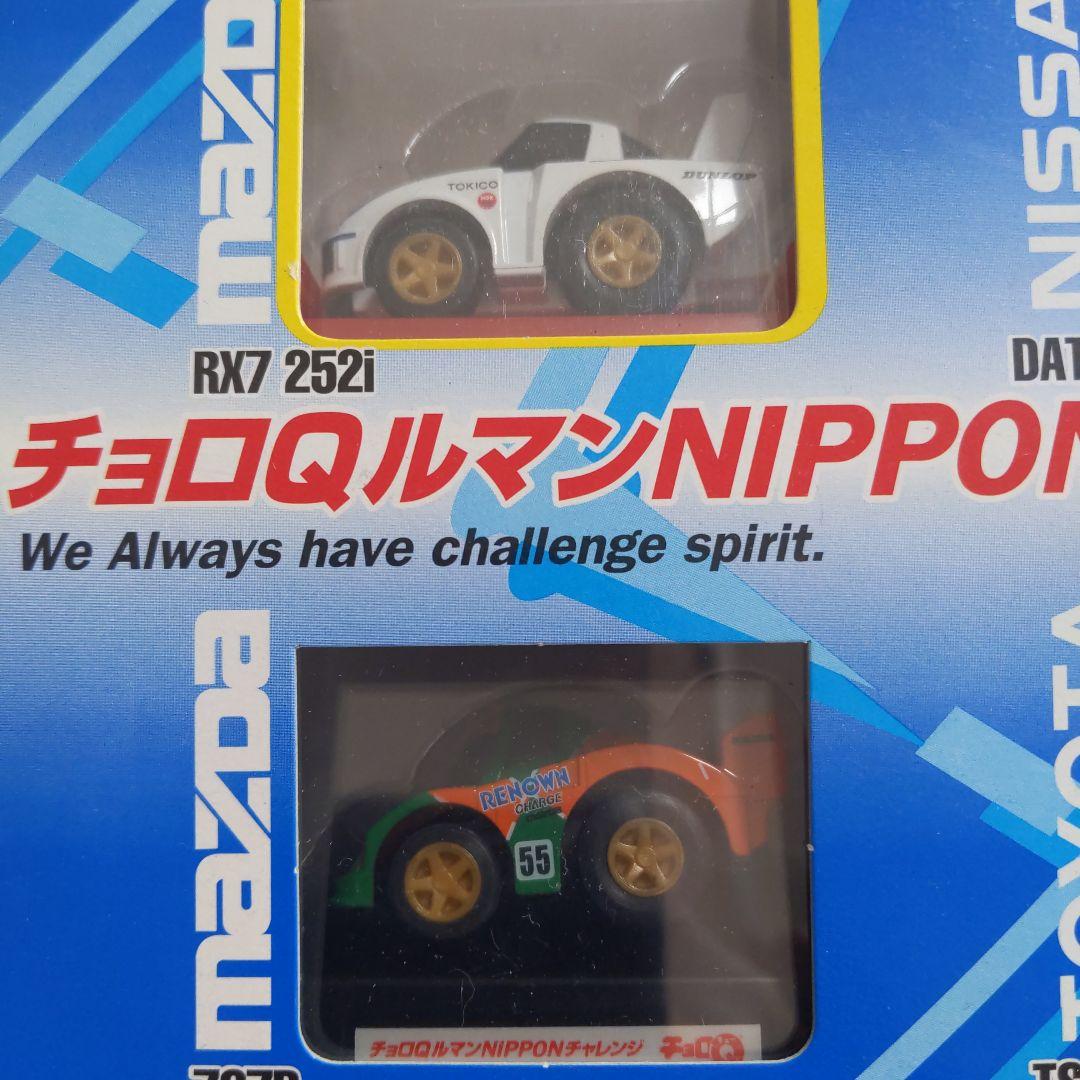 mazda
NISSA
TOKICO
NGK
DUNLOP
RX7 252i
DAT
チョロQルマンNIPPON
We Always have challenge spirit.
mazda
TOYOTA
RENOWN
CHARGE
55
チョロQルマンNIPPONチャレンジ
チョロQ
787B